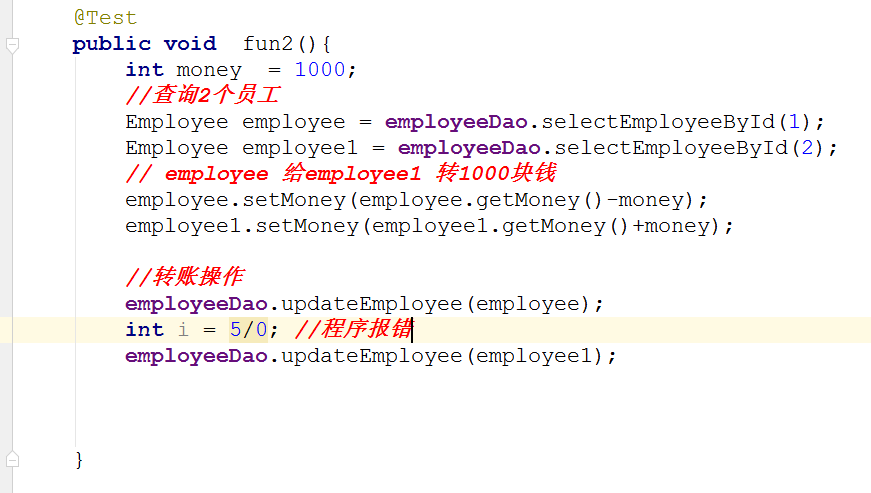 @Test
public void  fun2(){
int money  = 1000;
//查询2个员工
Employee employee = employeeDao.selectEmployeeById(1);
Employee employee1 = employeeDao.selectEmployeeById(2);
// employee 给employee1 转1000块钱
employee.setMoney(employee.getMoney()-money);
employee1.setMoney(employee1.getMoney()+money);
//转账操作
employeeDao.updateEmployee(employee);
int i = 5/0; //程序报错
employeeDao.updateEmployee(employee1);
}